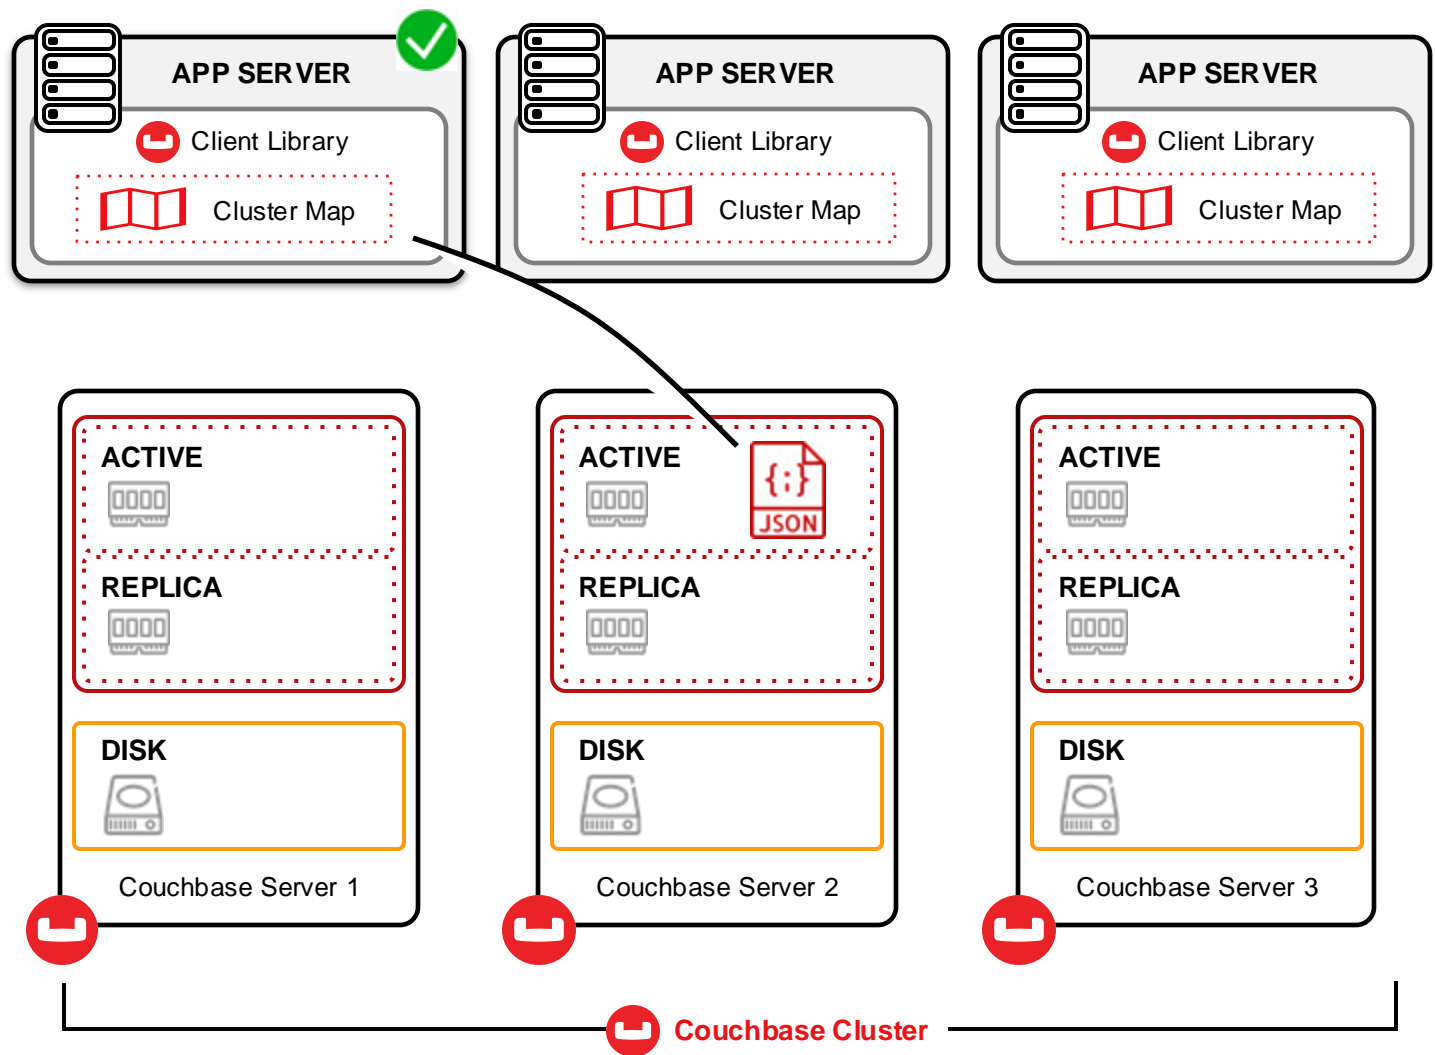 APP SERVER
Client Library
Cluster Map
APP SERVER
Client Library
Cluster Map
APP SERVER
Client Library
Cluster Map
ACTIVE
REPLICA
DISK
Couchbase Server 1
ACTIVE
{;}
JSON
REPLICA
DISK
Couchbase Server 2
ACTIVE
REPLICA
DISK
Couchbase Server 3
Couchbase Cluster